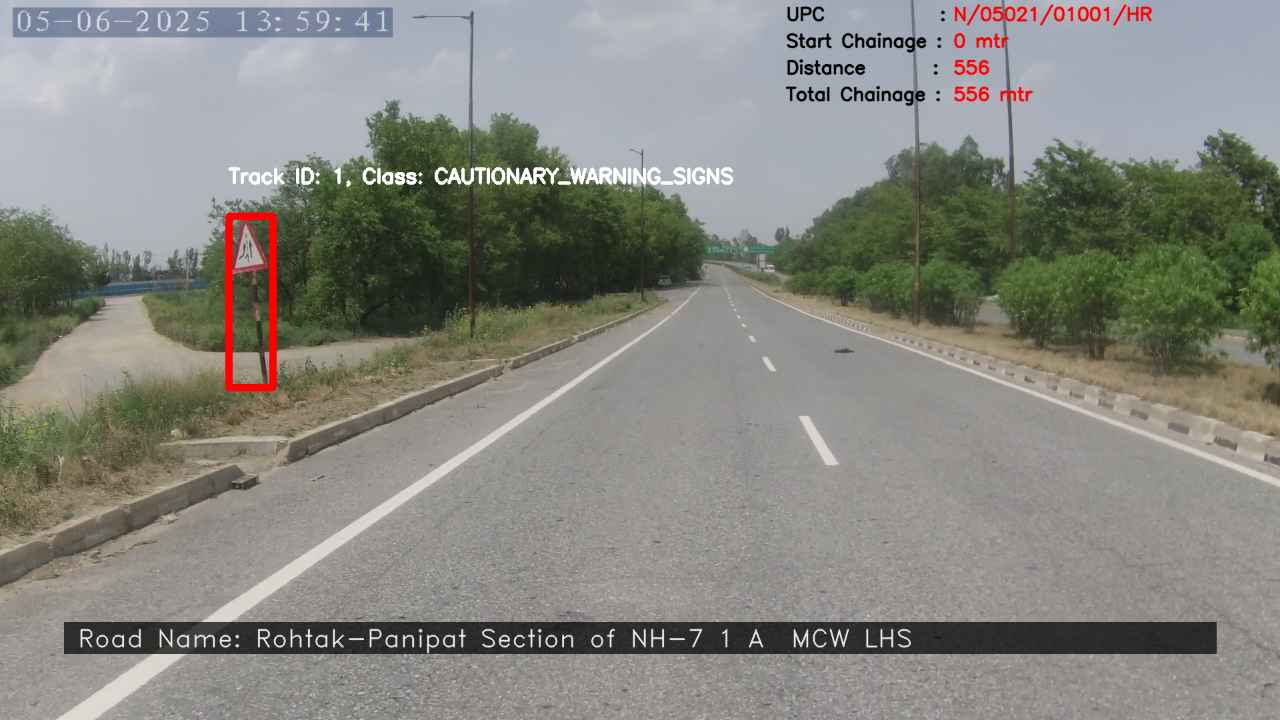 05-06-2025 13:59:41
UPC : N/05021/01001/HR
Start Chainage : 0 mtr
Distance : 556
Total Chainage : 556 mtr
Track ID: 1, Class: CAUTIONARY_WARNING_SIGNS
Road Name: Rohtak-Panipat Section of NH-7 1 A MCW LHS